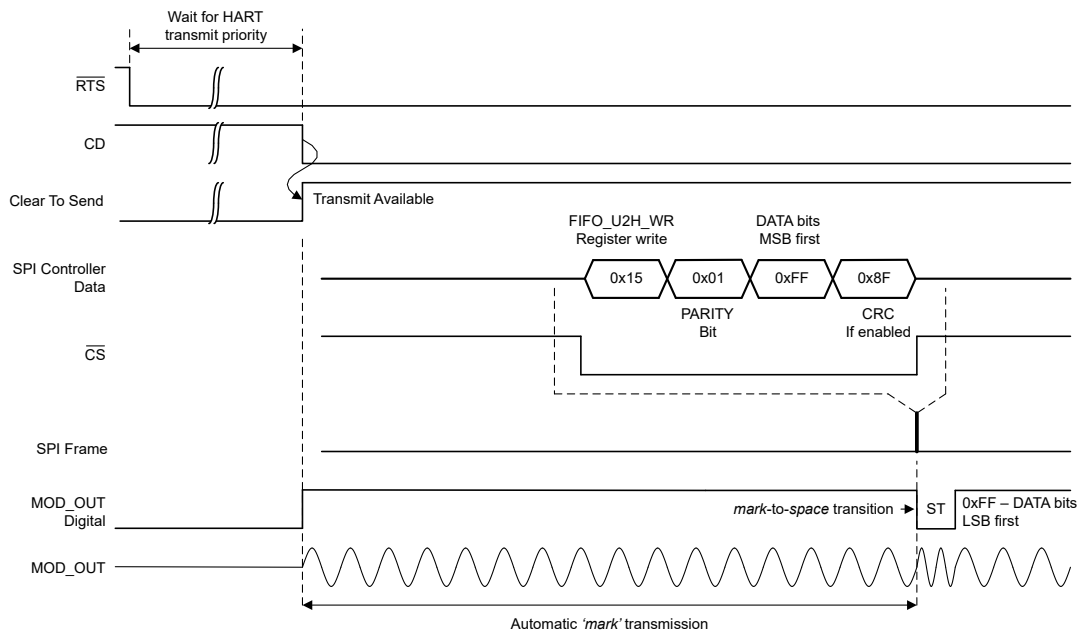 Wait for HART
transmit priority
RTS
CD
Clear To Send
Transmit Available
FIFO_U2H_WR
Register write
DATA bits
MSB first
SPI Controller
Data
0x15
0x01
0xFF
0x8F
PARITY
Bit
CRC
If enabled
CS
SPI Frame
MOD_OUT
Digital
mark-to-space transition
ST
0xFF – DATA bits
LSB first
MOD_OUT
Automatic 'mark' transmission